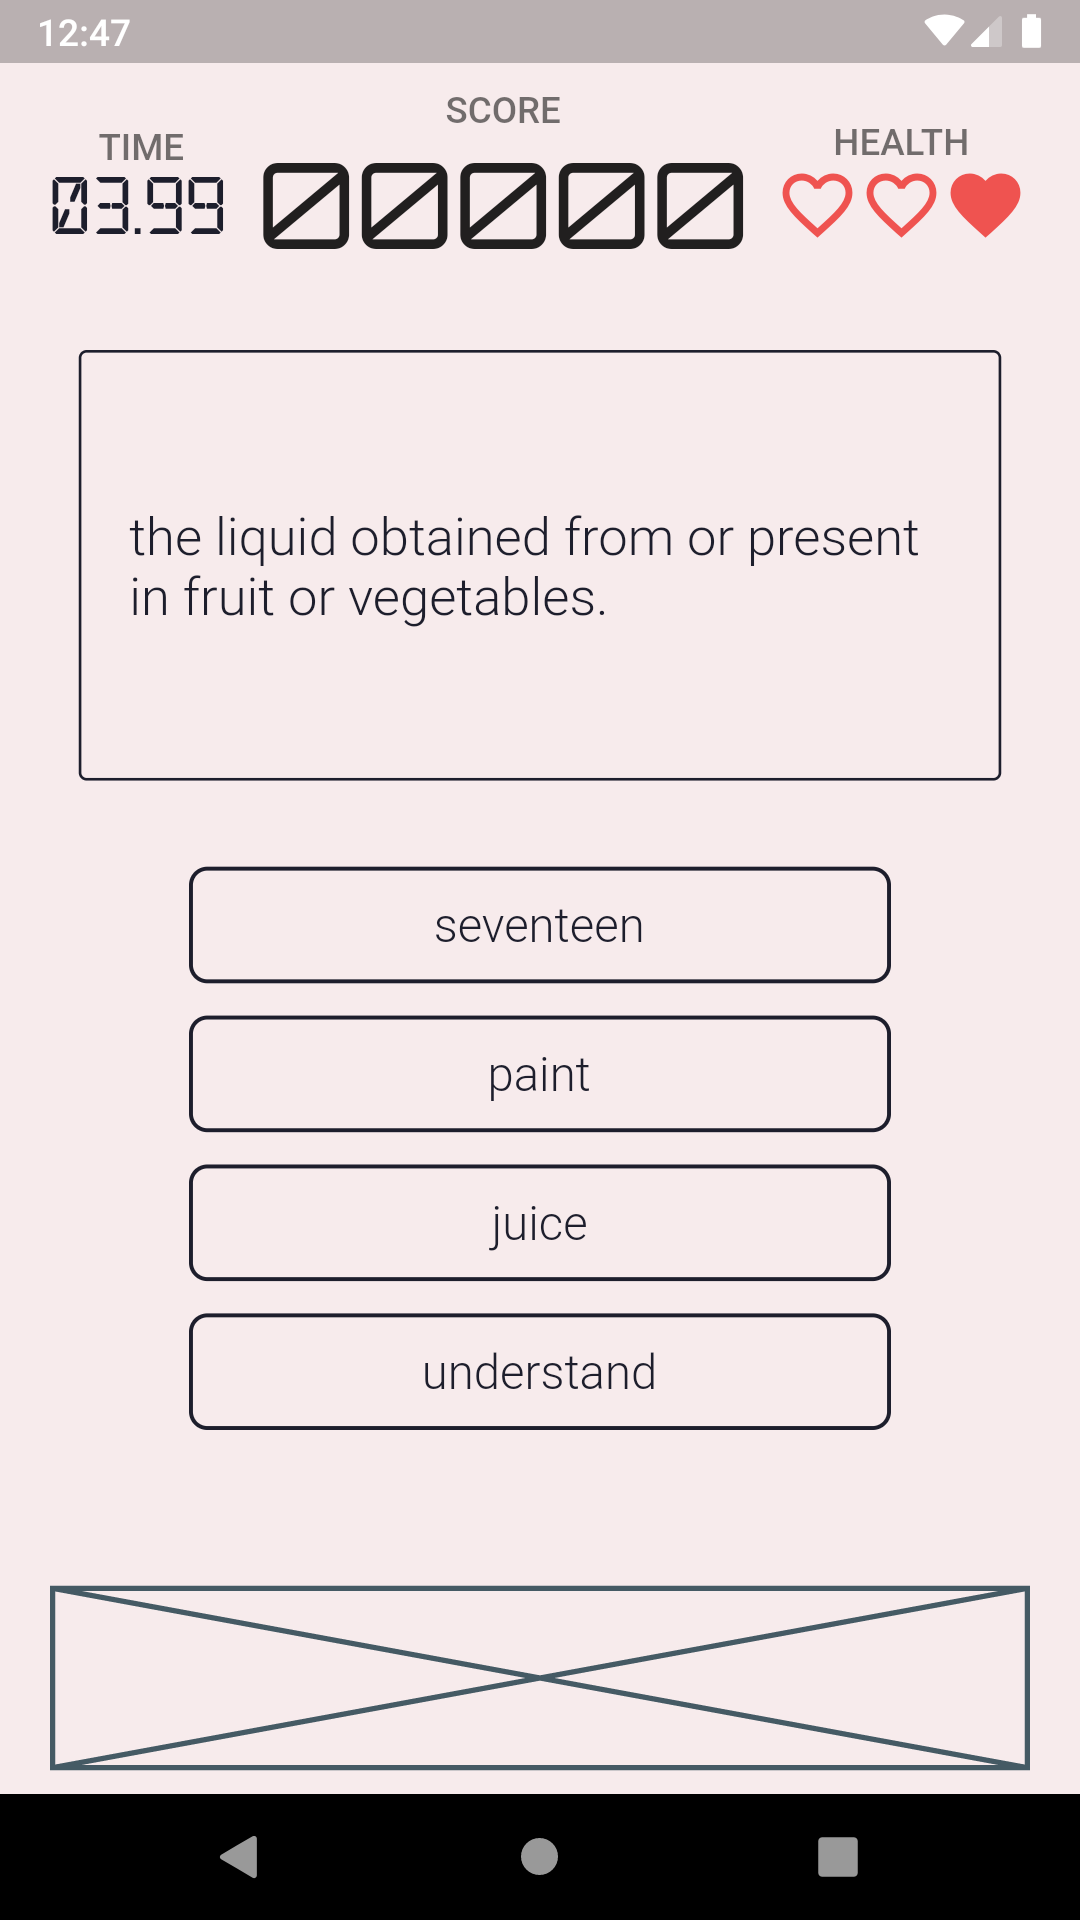 12:47
SCORE
TIME
HEALTH
03.99
the liquid obtained from or present
in fruit or vegetables.
seventeen
paint
juice
understand